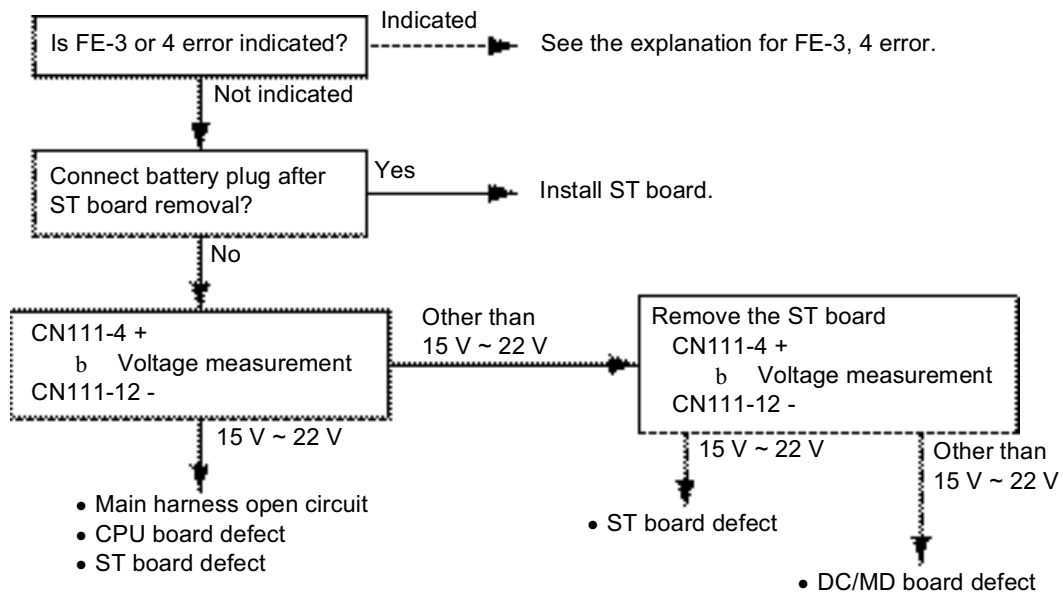 Is FE-3 or 4 error indicated?
Indicated
See the explanation for FE-3, 4 error.
Not indicated
Connect battery plug after
ST board removal?
Yes
Install ST board.
No
CN111-4 +
b Voltage measurement
CN111-12 -
Other than
15 V ~ 22 V
Remove the ST board
CN111-4 +
b Voltage measurement
CN111-12 -
15 V ~ 22 V
• Main harness open circuit
• CPU board defect
• ST board defect
15 V ~ 22 V
• ST board defect
Other than
15 V ~ 22 V
• DC/MD board defect